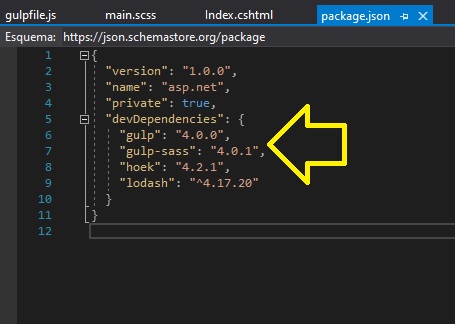 gulpfile.js main.scss Index.cshtml package.json
Esquema: https://json.schemastore.org/package
1 {
2 "version": "1.0.0",
3 "name": "asp.net",
4 "private": true,
5 "devDependencies": {
6 "gulp": "4.0.0",
7 "gulp-sass": "4.0.1",
8 "hoek": "4.2.1",
9 "lodash": "^4.17.20"
10 }
11 }
12